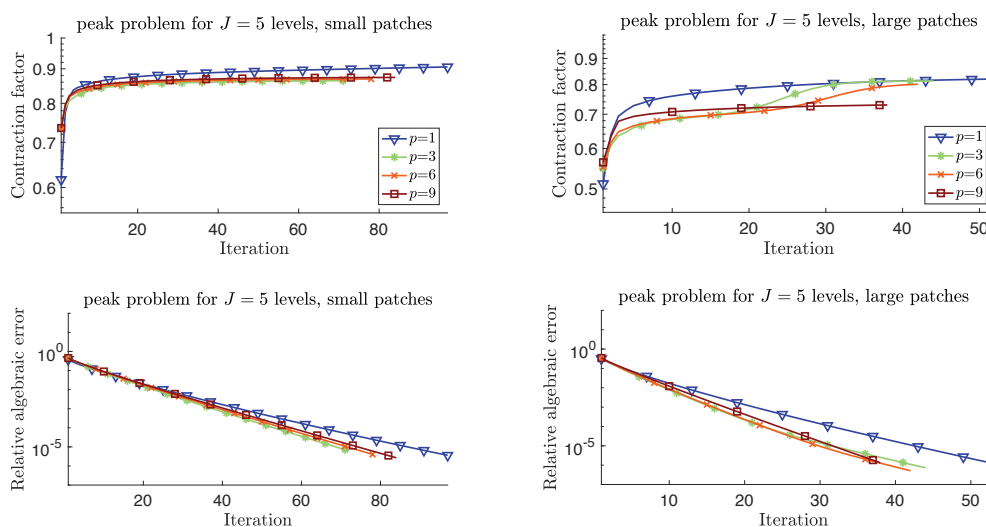 peak problem for J = 5 levels, small patches
Contraction factor
1
0.9
0.8
0.7
0.6
p=1
p=3
p=6
p=9
20
40
60
80
Iteration
peak problem for J = 5 levels, large patches
Contraction factor
0.9
0.8
0.7
0.6
0.5
p=1
p=3
p=6
p=9
10
20
30
40
50
Iteration
peak problem for J = 5 levels, small patches
Relative algebraic error
10^0
10^-5
20
40
60
80
Iteration
peak problem for J = 5 levels, large patches
Relative algebraic error
10^0
10^-5
10
20
30
40
50
Iteration